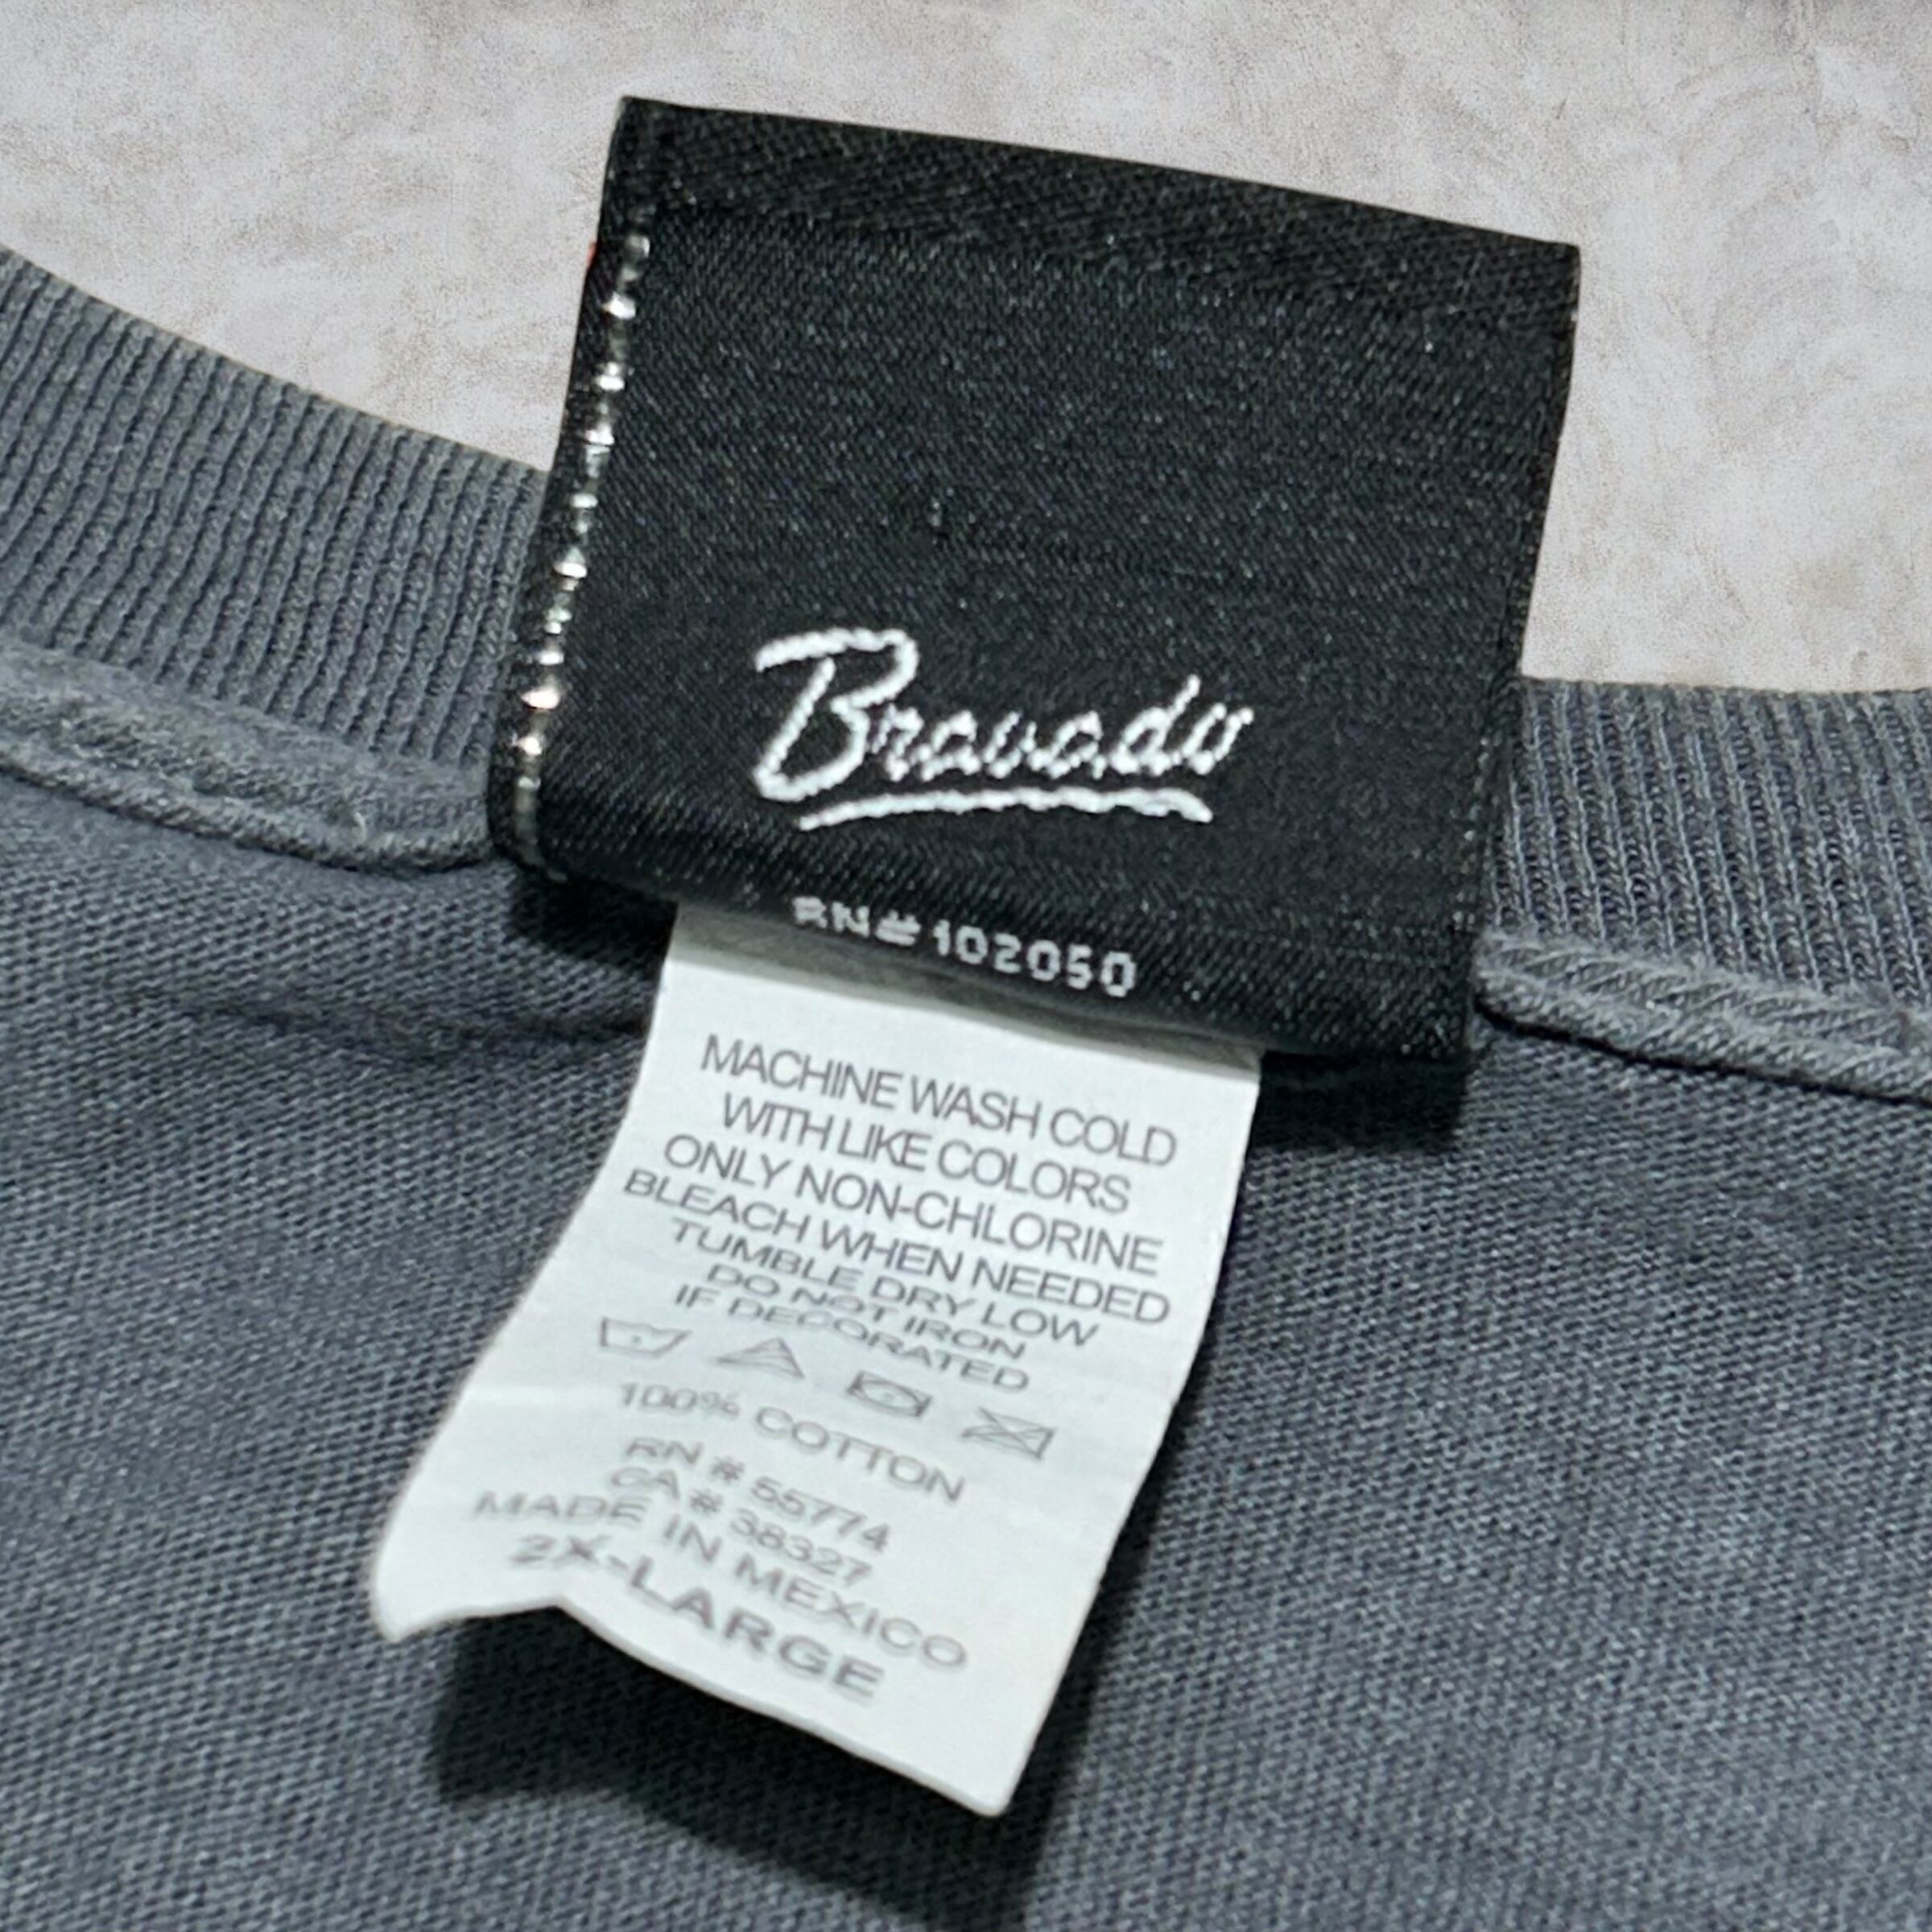 Bravado
RN#102050
MACHINE WASH COLD
WITH LIKE COLORS
ONLY NON-CHLORINE
BLEACH WHEN NEEDED
TUMBLE DRY LOW
DO NOT IRON
IF DECORATED
100% COTTON
RN # 55774
CA # 38327
MADE IN MEXICO
2X-LARGE